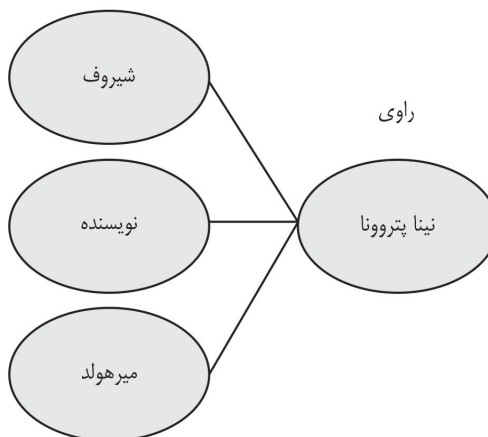 راوی
نینا پتروونا
شیروف
نویسنده
میرهولد